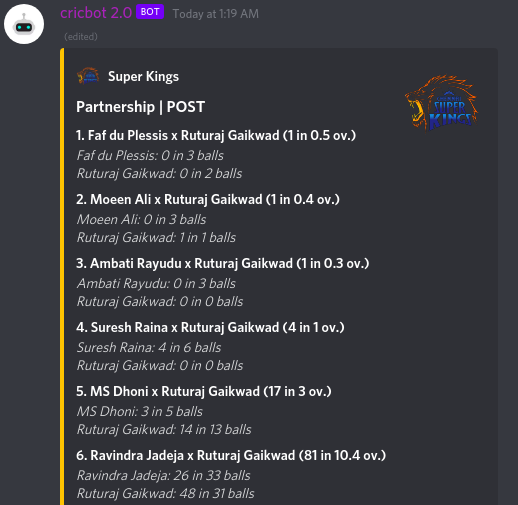 cricbot 2.0 BOT Today at 1:19 AM
(edited)
Super Kings
CHENNAI
SUPER
KINGS
Partnership | POST
1. Faf du Plessis x Ruturaj Gaikwad (1 in 0.5 ov.)
Faf du Plessis: 0 in 3 balls
Ruturaj Gaikwad: 0 in 2 balls
2. Moeen Ali x Ruturaj Gaikwad (1 in 0.4 ov.)
Moeen Ali: 0 in 3 balls
Ruturaj Gaikwad: 1 in 1 balls
3. Ambati Rayudu x Ruturaj Gaikwad (1 in 0.3 ov.)
Ambati Rayudu: 0 in 3 balls
Ruturaj Gaikwad: 0 in 0 balls
4. Suresh Raina x Ruturaj Gaikwad (4 in 1 ov.)
Suresh Raina: 4 in 6 balls
Ruturaj Gaikwad: 0 in 0 balls
5. MS Dhoni x Ruturaj Gaikwad (17 in 3 ov.)
MS Dhoni: 3 in 5 balls
Ruturaj Gaikwad: 14 in 13 balls
6. Ravindra Jadeja x Ruturaj Gaikwad (81 in 10.4 ov.)
Ravindra Jadeja: 26 in 33 balls
Ruturaj Gaikwad: 48 in 31 balls